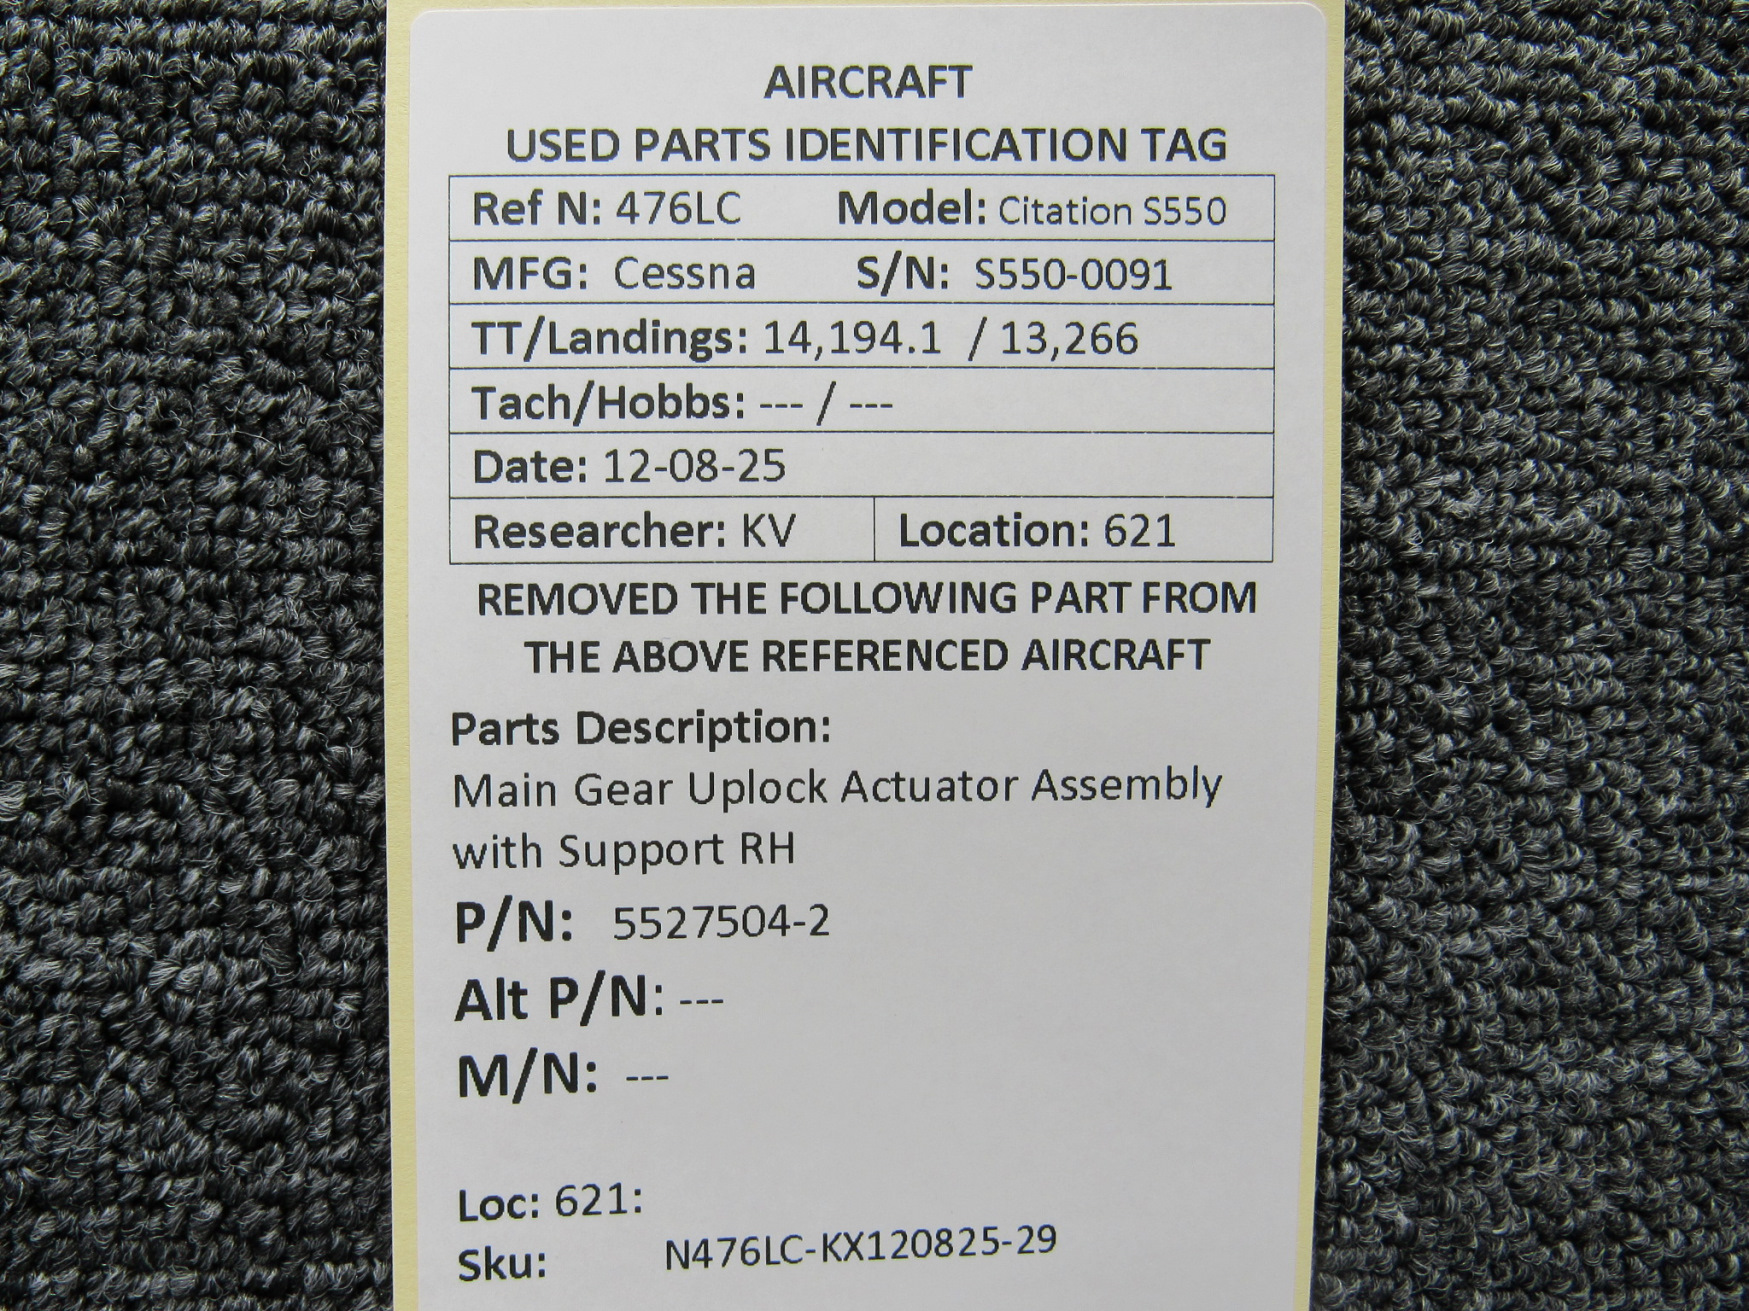 AIRCRAFT
USED PARTS IDENTIFICATION TAG
Ref N: 476LC Model: Citation S550
MFG: Cessna S/N: S550-0091
TT/Landings: 14,194.1 / 13,266
Tach/Hobbs: --- / ---
Date: 12-08-25
Researcher: KV Location: 621
REMOVED THE FOLLOWING PART FROM
THE ABOVE REFERENCED AIRCRAFT
Parts Description:
Main Gear Uplock Actuator Assembly
with Support RH
P/N: 5527504-2
Alt P/N: ---
M/N: ---
Loc: 621:
Sku: N476LC-KX120825-29